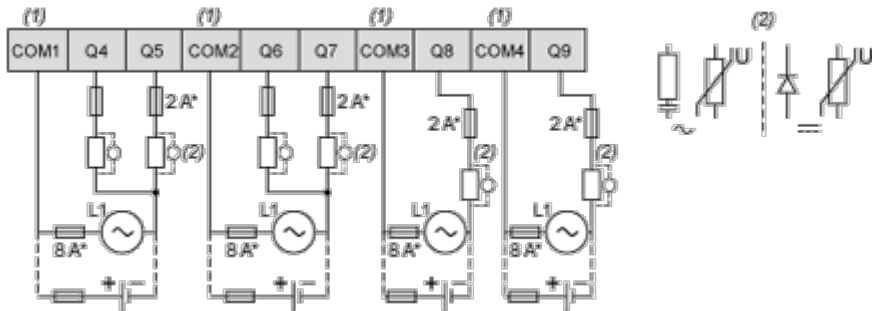 (1) (1) (1) (1) (2)
COM1 Q4 Q5 COM2 Q6 Q7 COM3 Q8 COM4 Q9
U U
2 A* 2 A*
2 A* 2 A*
(2) (2)
(2) (2)
L1 L1 L1 L1
8 A* 8 A* 8 A* 8 A*
+ − + − + − + −